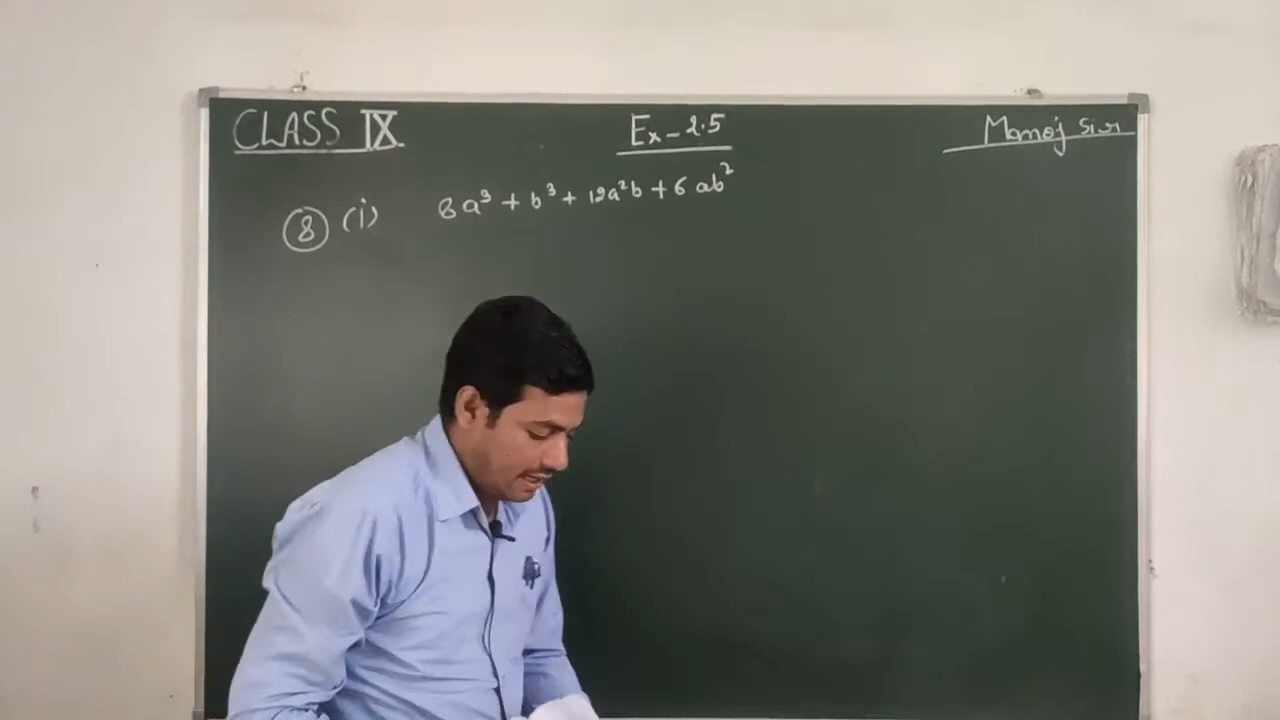 CLASS IX
Ex-2.5
Manoj Sir
(8) (i) 8a³ + b³ + 12a²b + 6ab²